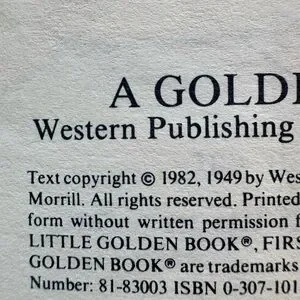 A GOLD
Western Publishing
Text copyright © 1982, 1949 by Wes
Morrill. All rights reserved. Printed
form without written permission f
LITTLE GOLDEN BOOK®, FIRS
GOLDEN BOOK® are trademarks
Number: 81-83003 ISBN 0-307-101